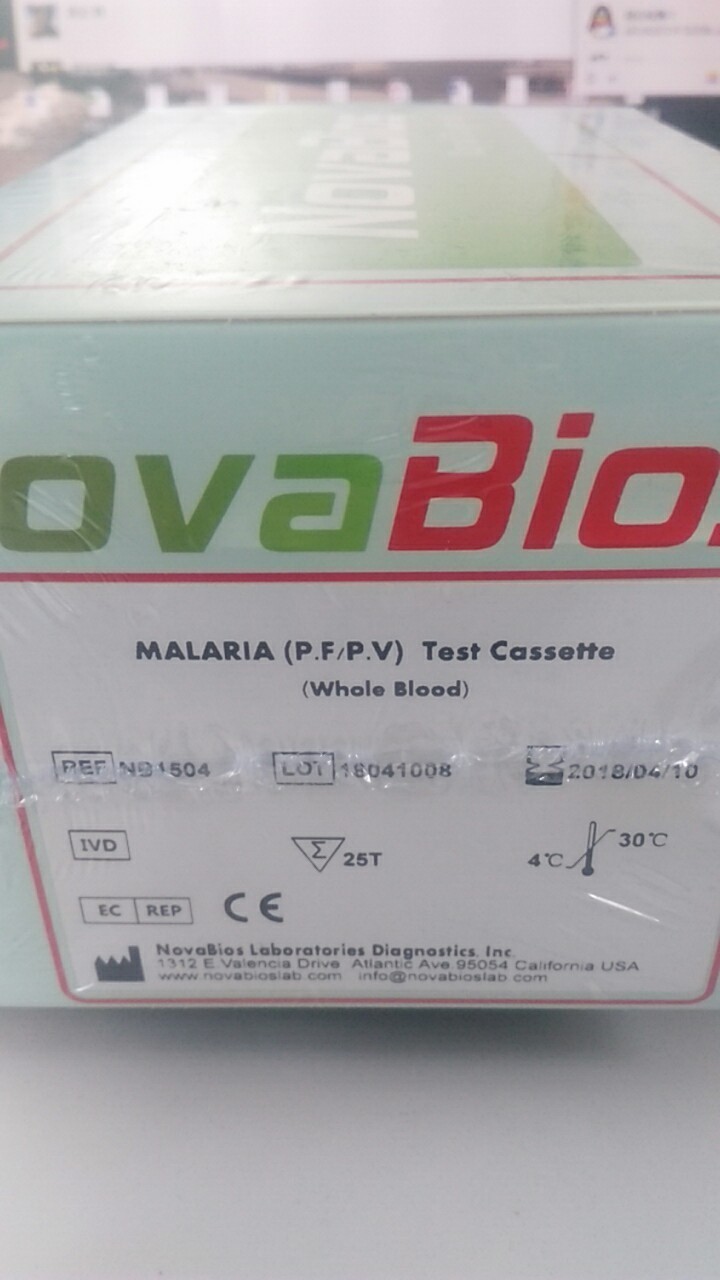 Nova
ovaBios
MALARIA (P.F/P.V) Test Cassette
(Whole Blood)
REF NB1504 LOT 18041008 2018/04/10
IVD Σ 25T 4℃ 30℃
EC REP CE
NovaBios Laboratories Diagnostics, Inc.
1312 E.Valencia Drive Atlantic Ave.95054 California USA
www.novabioslab.com info@novabioslab.com